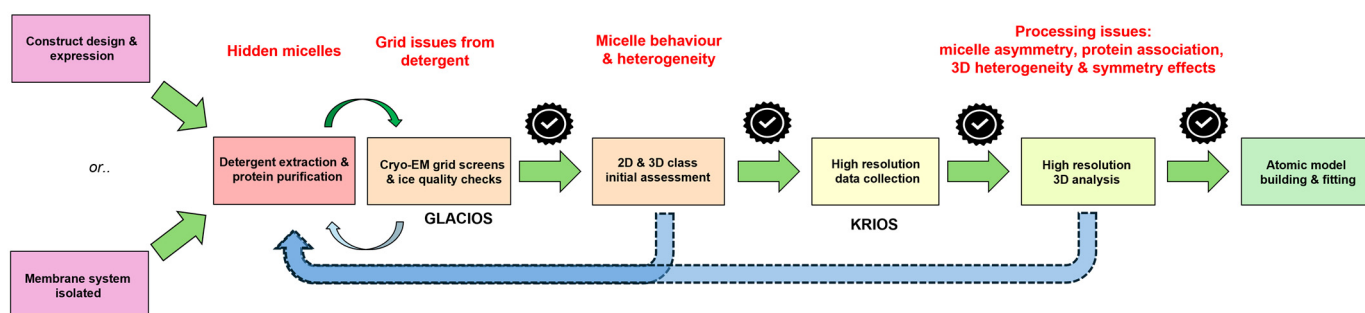 Construct design &
expression
or..
Membrane system
isolated
Hidden micelles
Detergent extraction &
protein purification
Grid issues from
detergent
Cryo-EM grid screens
& ice quality checks
GLACIOS
Micelle behaviour
& heterogeneity
2D & 3D class
initial assessment
High resolution
data collection
KRIOS
Processing issues:
micelle asymmetry, protein association,
3D heterogeneity & symmetry effects
High resolution
3D analysis
Atomic model
building & fitting